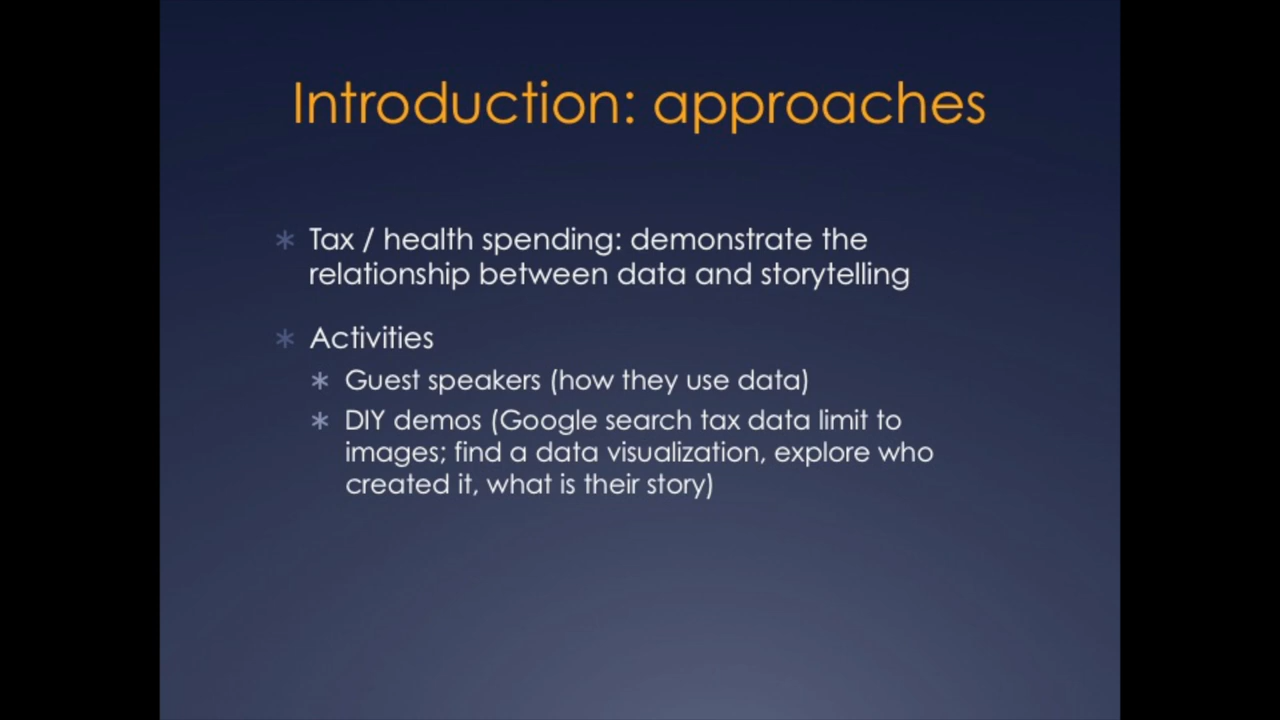 Introduction: approaches
* Tax / health spending: demonstrate the
relationship between data and storytelling
* Activities
* Guest speakers (how they use data)
* DIY demos (Google search tax data limit to
images; find a data visualization, explore who
created it, what is their story)